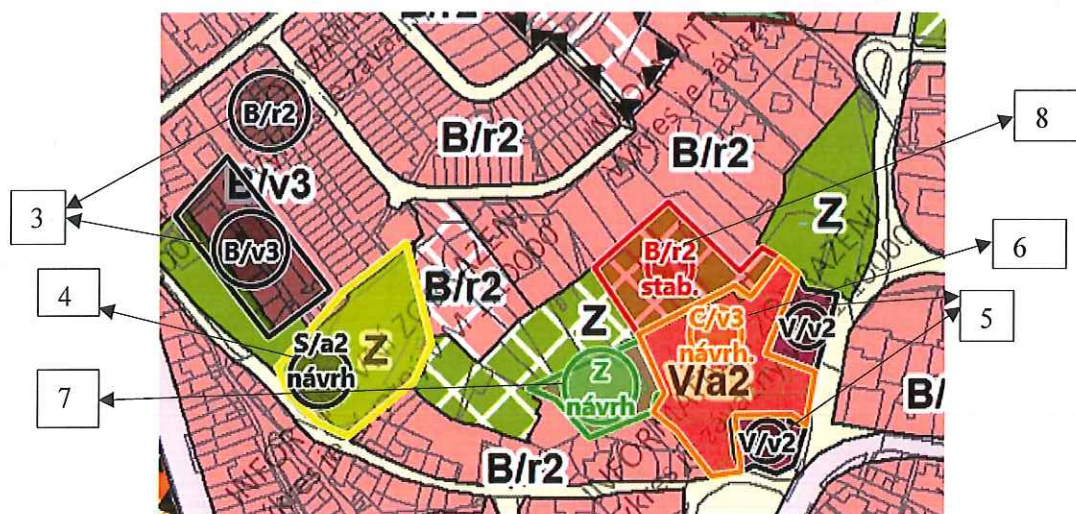 B/r2
8
B/r2
B/r2
B/r2
B/v3
Z
3
B/v3
B/r2
stab.
6
B/r2
Z
C/v3
návrh.
V/v2
5
4
S/a2
návrh
Z
V/a2
7
Z
návrh
B/
V/v2
B/r2